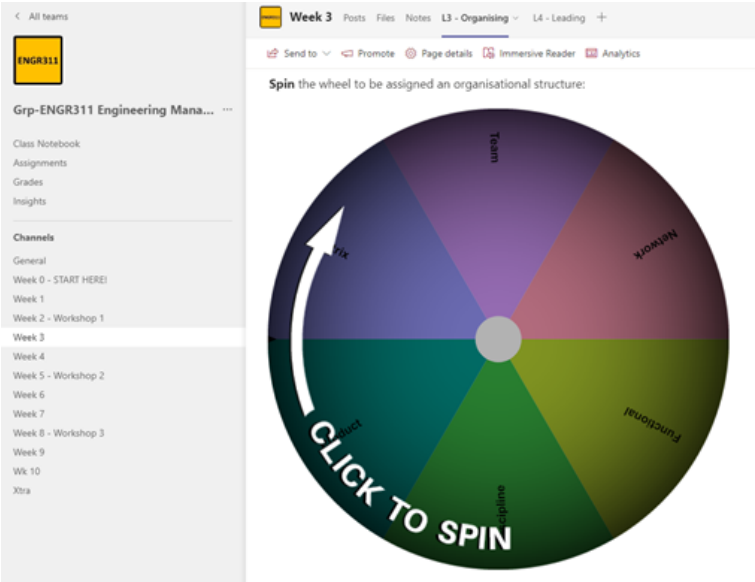 All teams
ENGR311
Grp-ENGR311 Engineering Mana... ...
Class Notebook
Assignments
Grades
Insights
Channels
General
Week 0 - START HERE!
Week 1
Week 2 - Workshop 1
Week 3
Week 4
Week 5 - Workshop 2
Week 6
Week 7
Week 8 - Workshop 3
Week 9
Wk 10
Xtra
ENGR311 Week 3 Posts Files Notes L3 - Organising L4 - Leading +
Send to Promote Page details Immersive Reader Analytics
Spin the wheel to be assigned an organisational structure:
Team
Network
Functional
cipline
duct
rix
CLICK TO SPIN